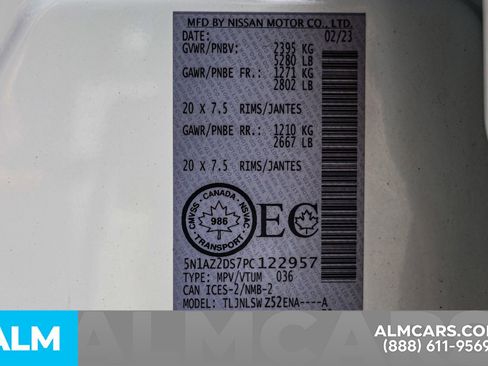 MFD BY NISSAN MOTOR CO., LTD.
DATE: 02/23
GVWR/PNBV: 2395 KG
5280 LB
GAWR/PNBE FR.: 1271 KG
2802 LB
20 X 7.5 RIMS/JANTES
GAWR/PNBE RR.: 1210 KG
2667 LB
20 X 7.5 RIMS/JANTES
CANADA
CMVSS NSVAC
986
TRANSPORT
EC
5N1AZ2DS7PC122957
TYPE: MPV/VTUM 036
CAN ICES-2/NMB-2
MODEL: TLJNLSW Z52ENA----A
ALM
ALMCARS.COM
(888) 611-9569